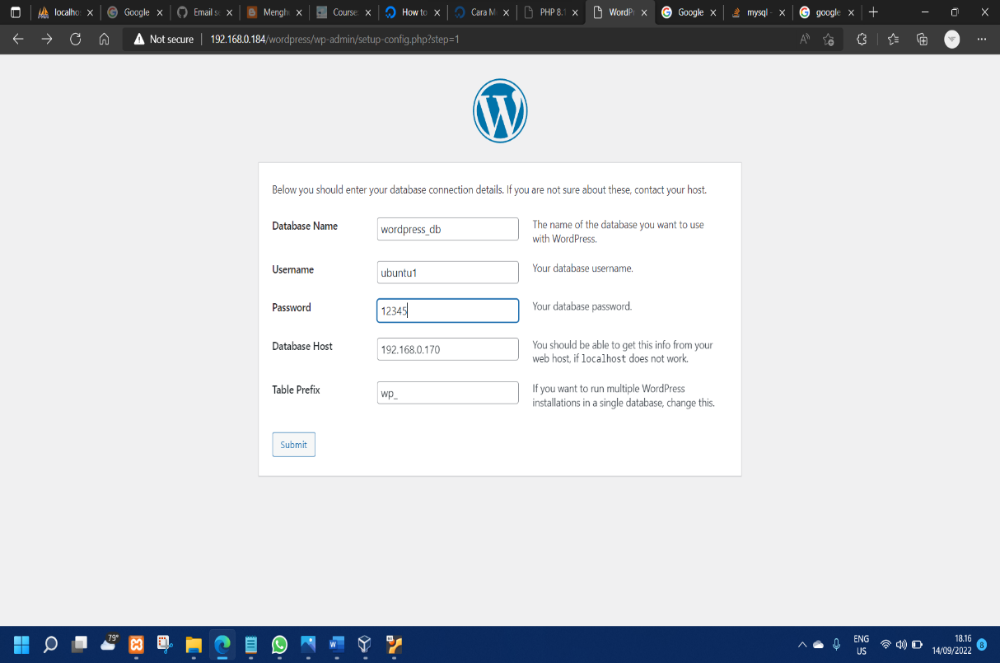 localho
Google
Email s
Mengh
Course
How to
Cara M
PHP 8.1
WordPr
Google
mysql -
google
Not secure
192.168.0.184/wordpress/wp-admin/setup-config.php?step=1
Below you should enter your database connection details. If you are not sure about these, contact your host.
Database Name
wordpress_db
The name of the database you want to use
with WordPress.
Username
ubuntu1
Your database username.
Password
12345
Your database password.
Database Host
192.168.0.170
You should be able to get this info from your
web host, if localhost does not work.
Table Prefix
wp_
If you want to run multiple WordPress
installations in a single database, change this.
Submit
79°
ENG
US
18.16
14/09/2022
8